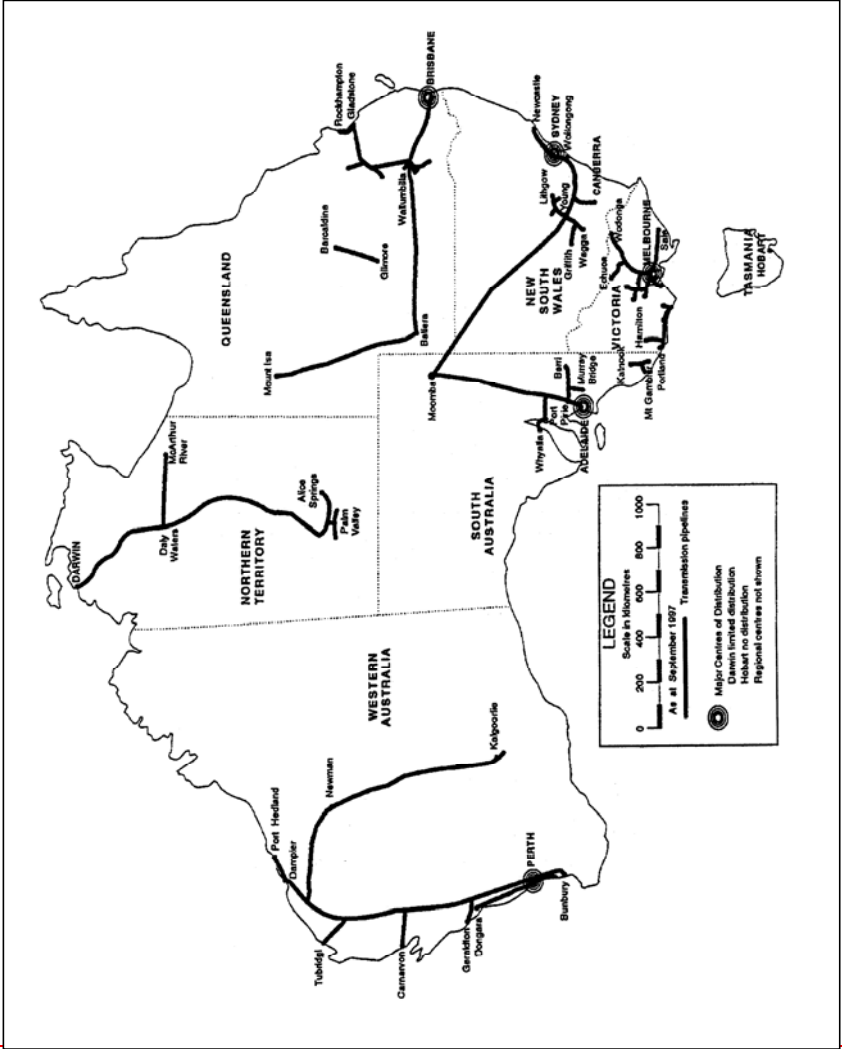 DARWIN
McArthur
River
Daly
Waters
NORTHERN
TERRITORY
Alice
Springs
Palm
Valley
QUEENSLAND
Mount Isa
Barcaldine
Gilmore
Rockhampton
Gladstone
BRISBANE
Wallumbilla
Ballera
WESTERN
AUSTRALIA
Port Hedland
Dampier
Newman
Tubridgi
Carnarvon
Geraldton
Dongara
PERTH
Bunbury
Kalgoorlie
SOUTH
AUSTRALIA
Moomba
Whyalla
Port
Pirie
Berri
Murray
Bridge
ADELAIDE
NEW
SOUTH
WALES
Newcastle
SYDNEY
Wollongong
Lithgow
Young
CANBERRA
Griffith
Wagga
VICTORIA
Wodonga
Echuca
MELBOURNE
Sale
Hamilton
Katnook
Mt Gambier
Portland
TASMANIA
HOBART
LEGEND
Scale in kilometres
0 200 400 600 800 1000
As at September 1997
Transmission pipelines
Major Centres of Distribution
Darwin limited distribution
Hobart no distribution
Regional centres not shown